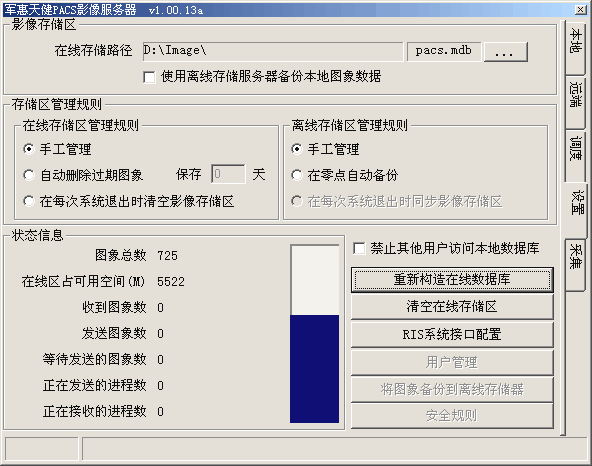 军惠天健PACS影像服务器 v1.00.13a
影像存储区
在线存储路径 D:\Image\ pacs.mdb ...
使用离线存储服务器备份本地图象数据
存储区管理规则
在线存储区管理规则
手工管理
自动删除过期图象 保存 0 天
在每次系统退出时清空影像存储区
离线存储区管理规则
手工管理
在零点自动备份
在每次系统退出时同步影像存储区
状态信息
图象总数 725
在线区占可用空间(M) 5522
收到图象数 0
发送图象数 0
等待发送的图象数 0
正在发送的进程数 0
正在接收的进程数 0
禁止其他用户访问本地数据库
重新构造在线数据库
清空在线存储区
RIS系统接口配置
用户管理
将图象备份到离线存储器
安全规则
本地
远端
调度
设置
采集